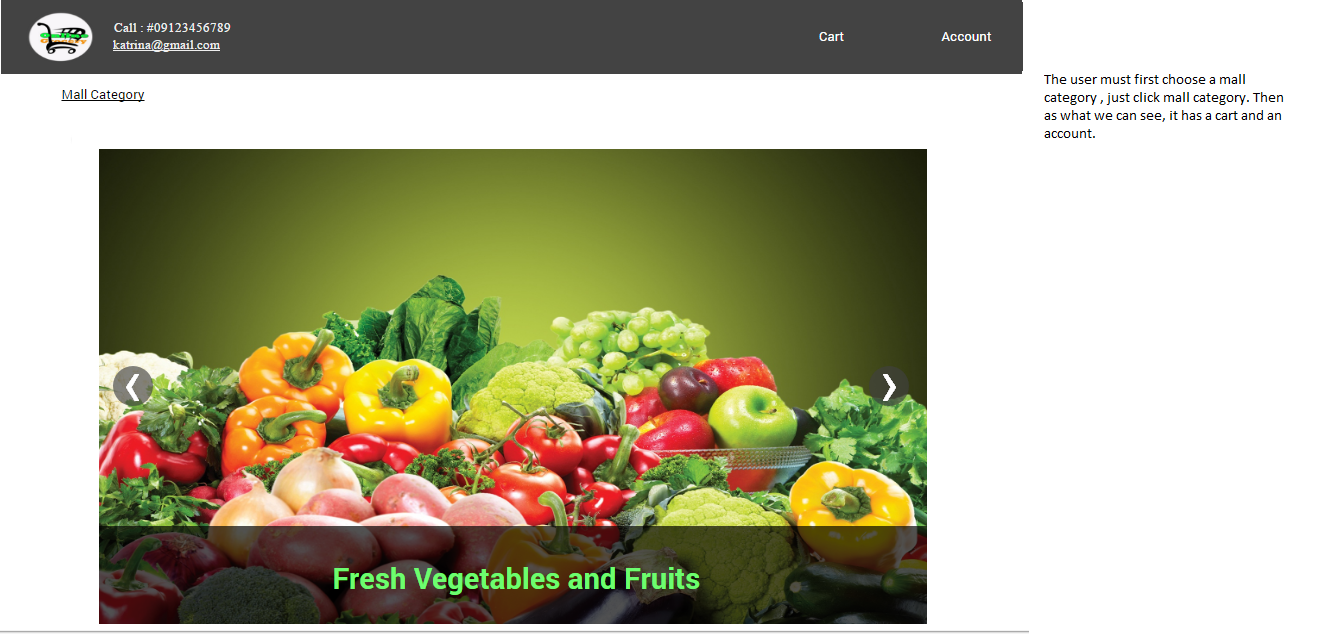 Call : #09123456789
katrina@gmail.com
Cart
Account
Mall Category
The user must first choose a mall
category , just click mall category. Then
as what we can see, it has a cart and an
account.
Fresh Vegetables and Fruits